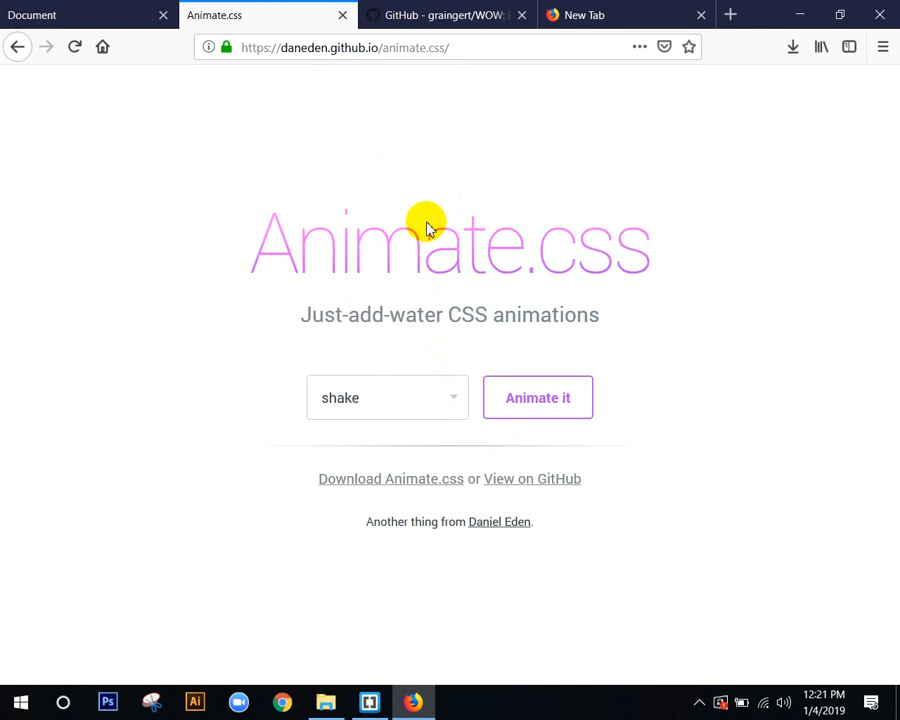 Document
Animate.css
GitHub - graingert/WOW:
New Tab
https://daneden.github.io/animate.css/
Animate.css
Just-add-water CSS animations
shake
Animate it
Download Animate.css or View on GitHub
Another thing from Daniel Eden.
Ps
Ai
12:21 PM
1/4/2019